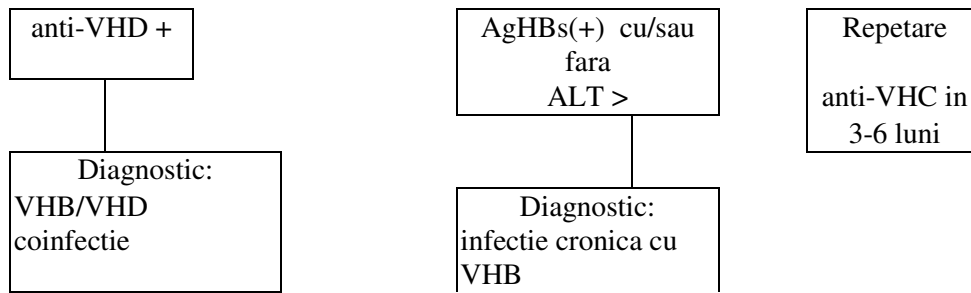 anti-VHD +
AgHBs(+) cu/sau
fara
ALT >
Repetare
anti-VHC in
3-6 luni
Diagnostic:
VHB/VHD
coinfectie
Diagnostic:
infectie cronica cu
VHB